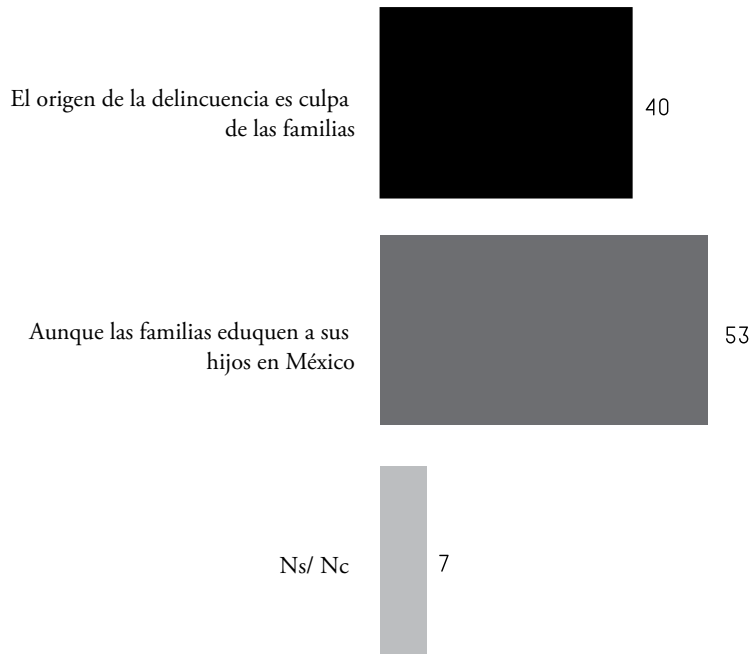 El origen de la delincuencia es culpa
de las familias
40
Aunque las familias eduquen a sus
hijos en México
53
Ns/ Nc
7